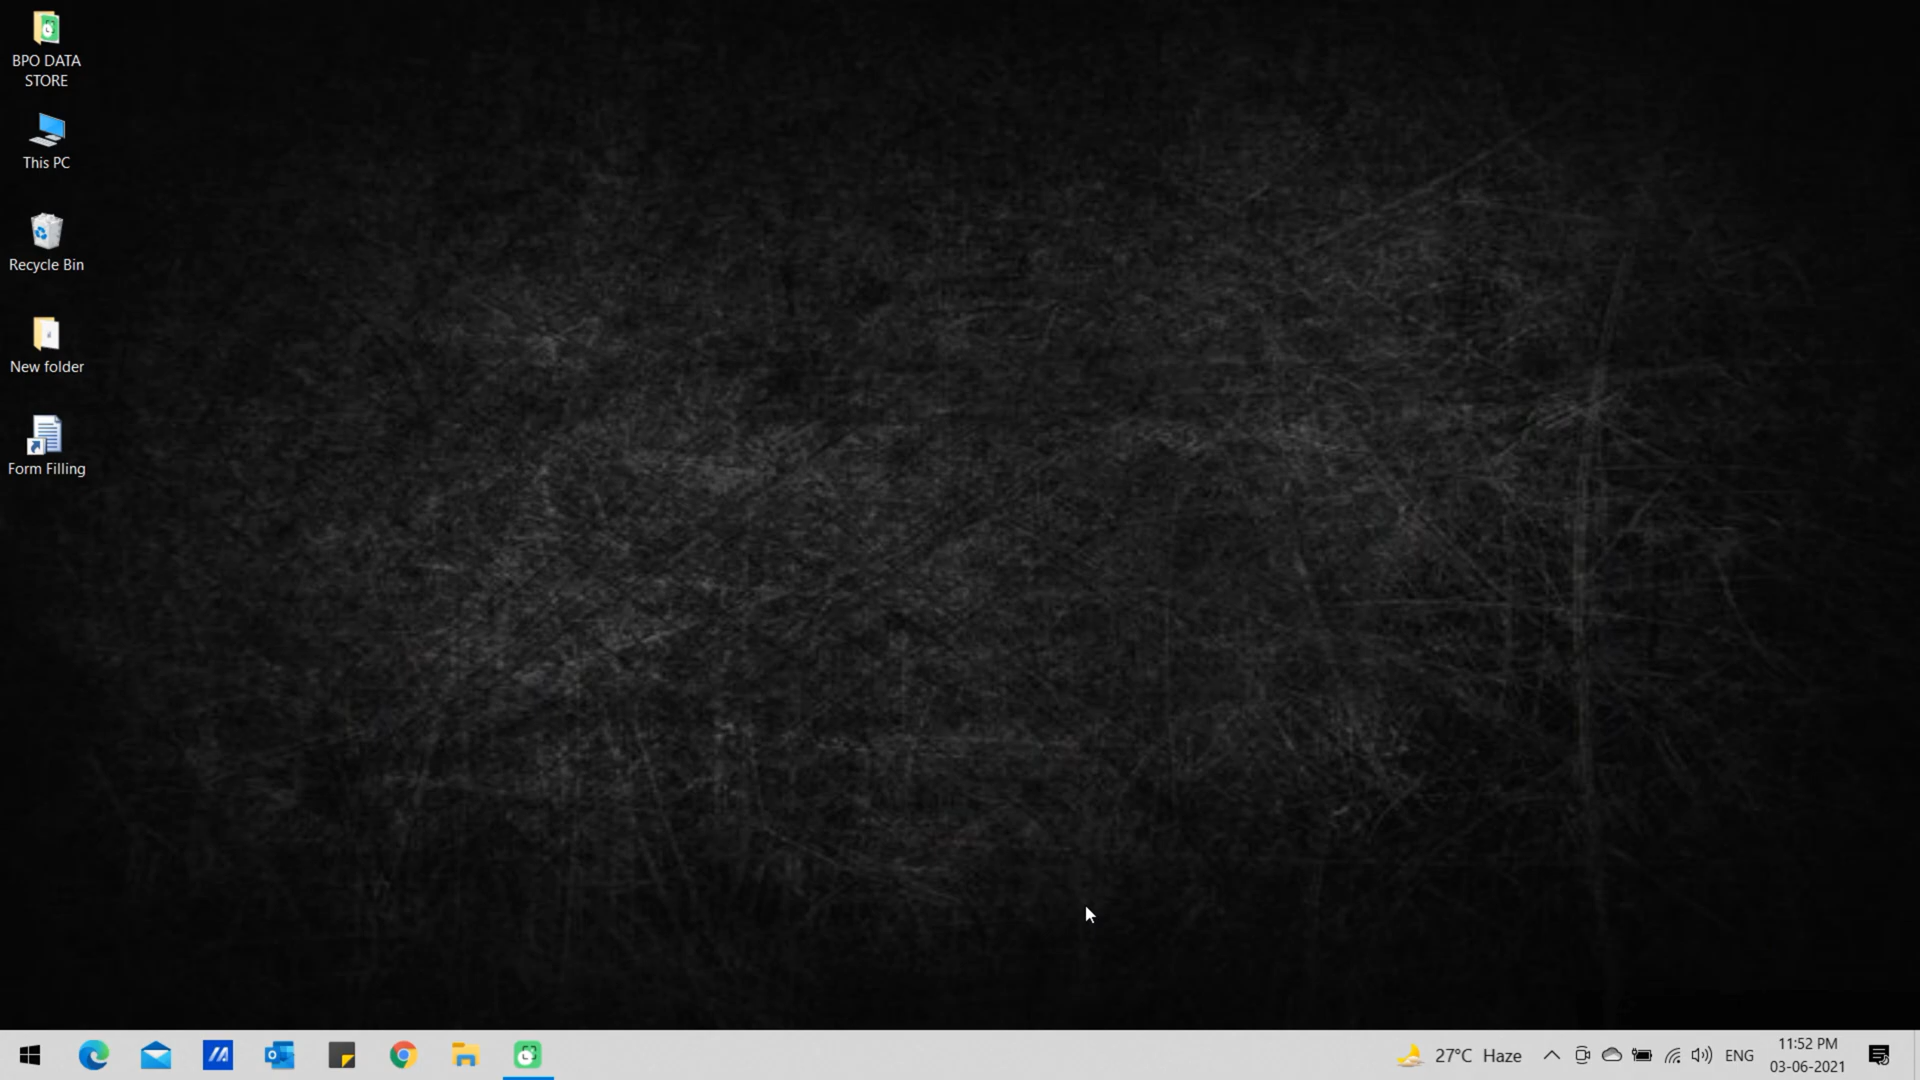 BPO DATA
STORE
This PC
Recycle Bin
New folder
Form Filling
27°C Haze
ENG
11:52 PM
03-06-2021